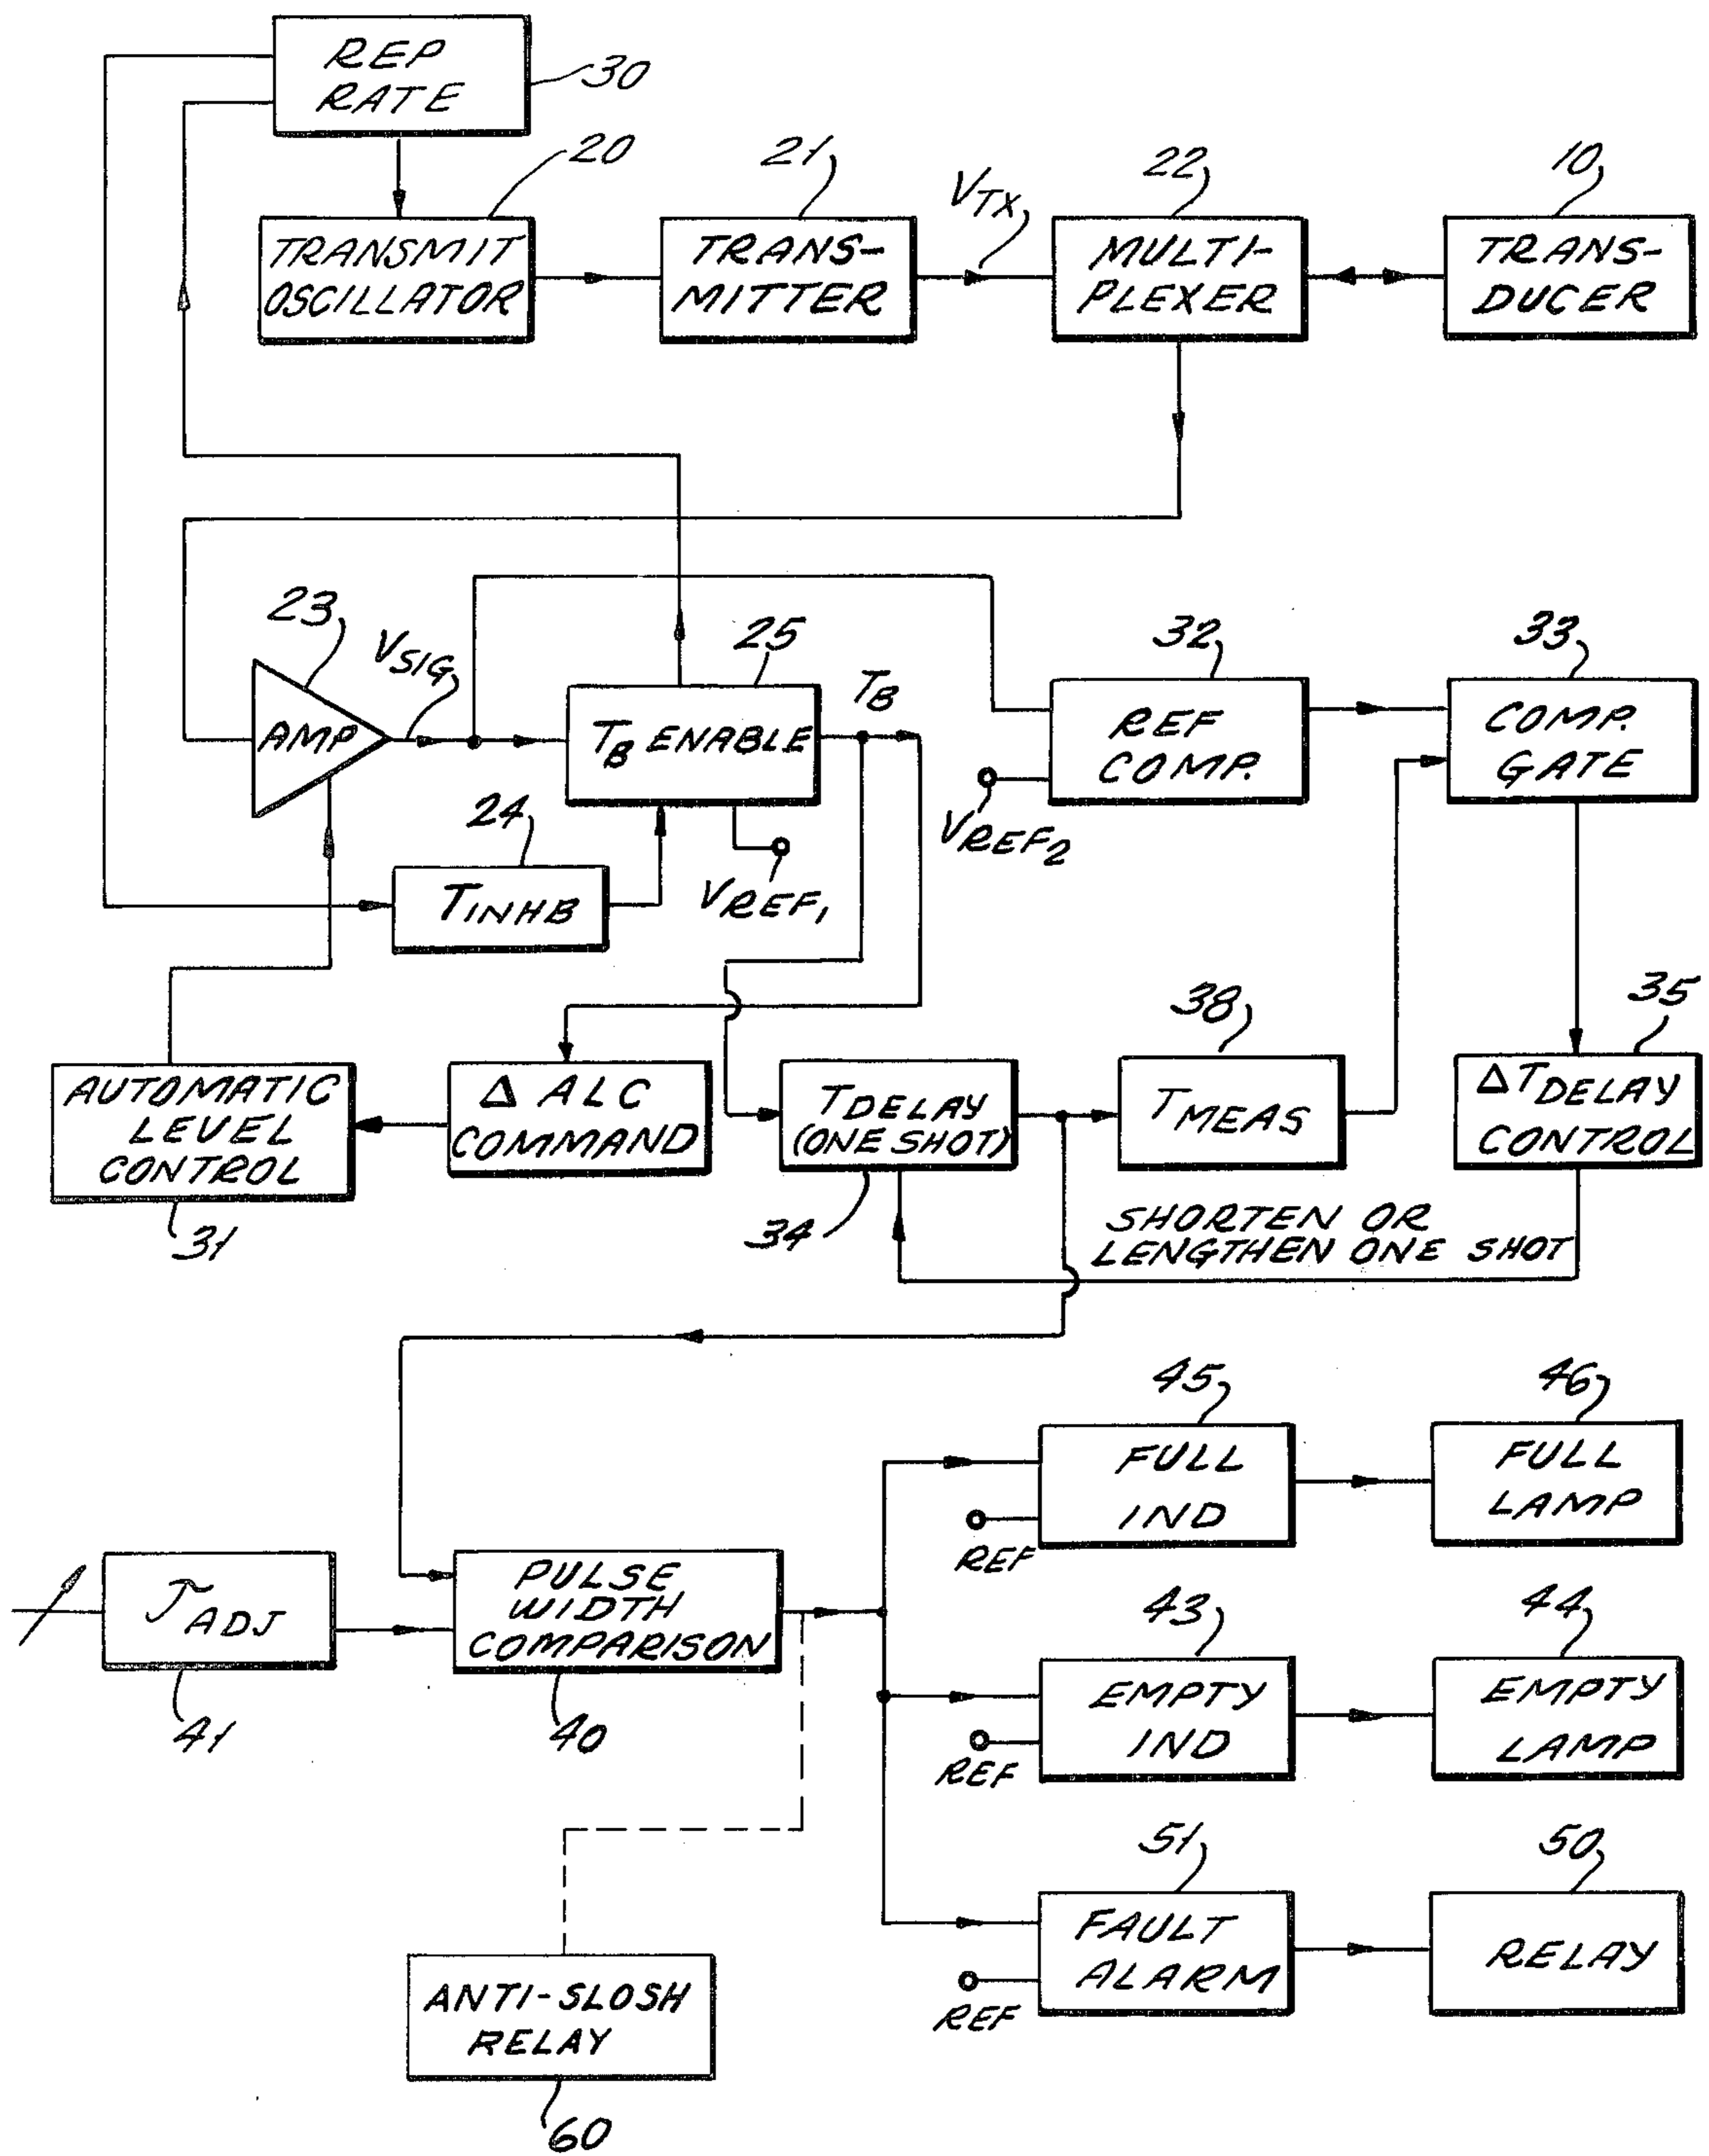 REP
RATE
30
20
21
VTX
22
10
TRANSMIT
OSCILLATOR
TRANS-
MITTER
MULTI-
PLEXER
TRANS-
DUCER
23
VSIG
25
TB
32
33
AMP
TB ENABLE
REF
COMP.
COMP.
GATE
24
VREF1
VREF2
TINHB
38
35
AUTOMATIC
LEVEL
CONTROL
Δ ALC
COMMAND
TDELAY
(ONE SHOT)
TMEAS
ΔTDELAY
CONTROL
31
34
SHORTEN OR
LENGTHEN ONE SHOT
45
46
FULL
IND
FULL
LAMP
REF
TADJ
PULSE
WIDTH
COMPARISON
43
44
41
40
EMPTY
IND
EMPTY
LAMP
REF
51
50
FAULT
ALARM
RELAY
REF
ANTI-SLOSH
RELAY
60